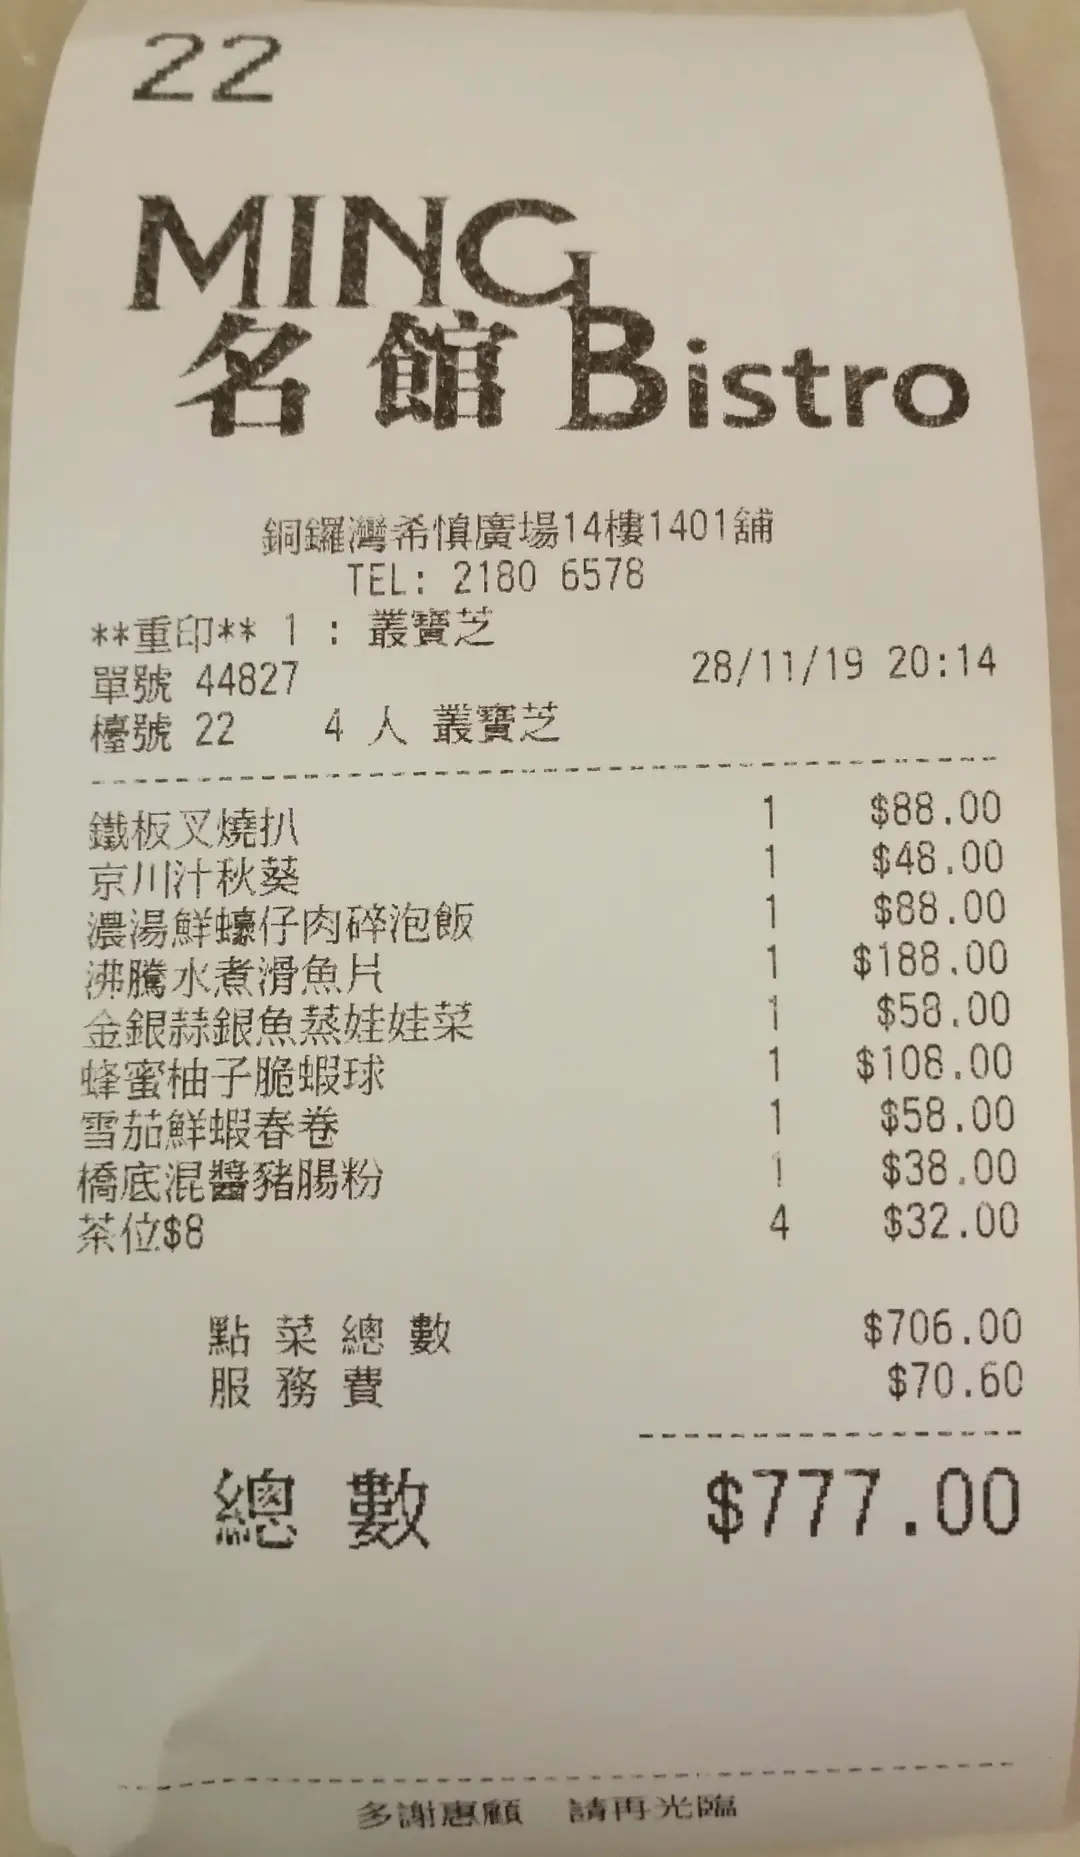 22
MING
名館 Bistro
銅鑼灣希慎廣場14樓1401舖
TEL: 2180 6578
**重印** 1 : 叢寶芝
單號 44827 28/11/19 20:14
檯號 22 4 人 叢寶芝
鐵板叉燒扒 1 $88.00
京川汁秋葵 1 $48.00
濃湯鮮蠔仔肉碎泡飯 1 $88.00
沸騰水煮滑魚片 1 $188.00
金銀蒜銀魚蒸娃娃菜 1 $58.00
蜂蜜柚子脆蝦球 1 $108.00
雪茄鮮蝦春卷 1 $58.00
橋底混醬豬腸粉 1 $38.00
茶位$8 4 $32.00
點菜總數 $706.00
服務費 $70.60
總數 $777.00
多謝惠顧 請再光臨